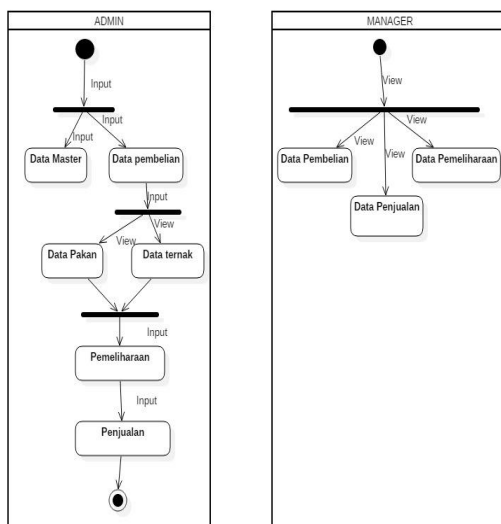 ADMIN
Input
Input
Input
Data Master
Data pembelian
Input
View
View
Data Pakan
Data ternak
Input
Pemeliharaan
Input
Penjualan
MANAGER
View
View
View
View
Data Pembelian
Data Pemeliharaan
Data Penjualan